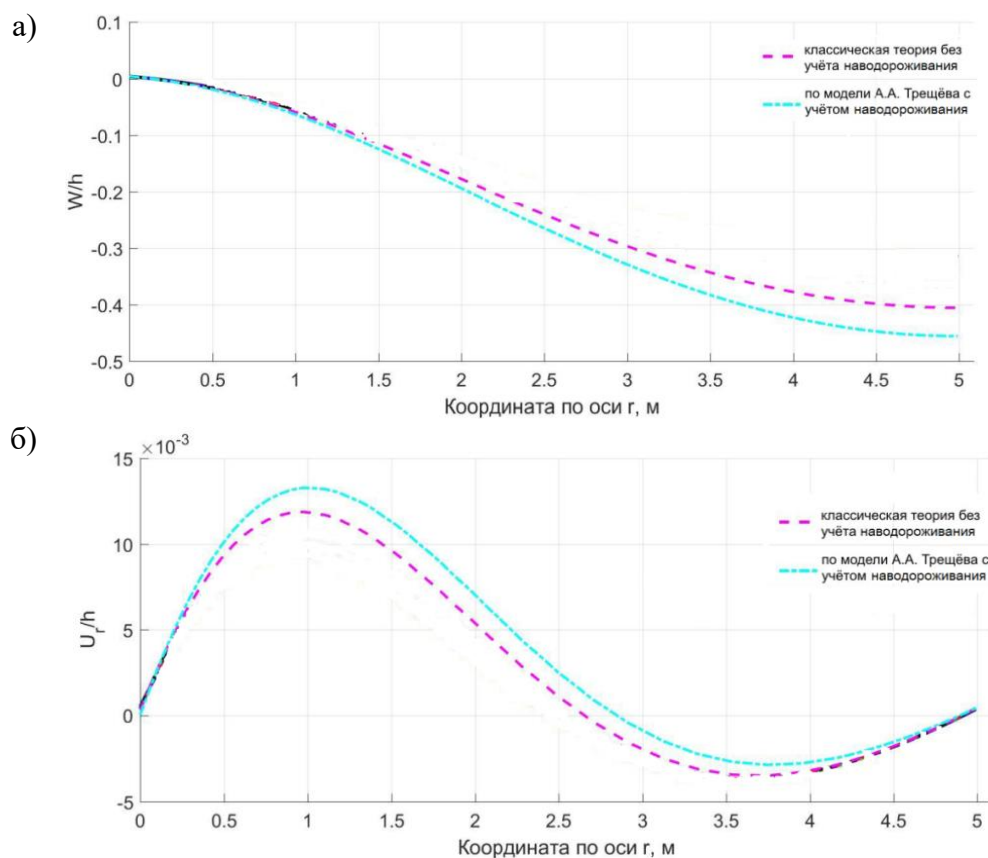 а)
0.1
0
-0.1
-0.2
-0.3
-0.4
-0.5
W/h
классическая теория без
учёта наводороживания
по модели А.А. Трещёва с
учётом наводороживания
0 0.5 1 1.5 2 2.5 3 3.5 4 4.5 5
Координата по оси r, м
б)
×10⁻³
15
10
5
0
-5
U_r/h
классическая теория без
учёта наводороживания
по модели А.А. Трещёва с
учётом наводороживания
0 0.5 1 1.5 2 2.5 3 3.5 4 4.5 5
Координата по оси r, м